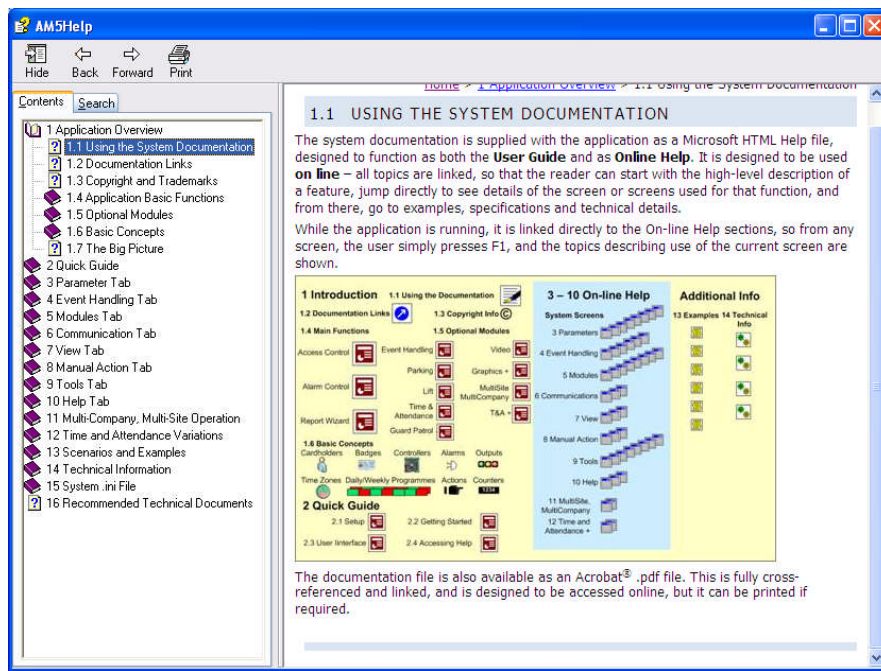 AM5Help
Hide Back Forward Print
Contents Search
1 Application Overview
1.1 Using the System Documentation
1.2 Documentation Links
1.3 Copyright and Trademarks
1.4 Application Basic Functions
1.5 Optional Modules
1.6 Basic Concepts
1.7 The Big Picture
2 Quick Guide
3 Parameter Tab
4 Event Handling Tab
5 Modules Tab
6 Communication Tab
7 View Tab
8 Manual Action Tab
9 Tools Tab
10 Help Tab
11 Multi-Company, Multi-Site Operation
12 Time and Attendance Variations
13 Scenarios and Examples
14 Technical Information
15 System .ini File
16 Recommended Technical Documents
Home > 1 Application Overview > 1.1 Using the System Documentation
1.1 USING THE SYSTEM DOCUMENTATION
The system documentation is supplied with the application as a Microsoft HTML Help file,
designed to function as both the User Guide and as Online Help. It is designed to be used
on line – all topics are linked, so that the reader can start with the high-level description of
a feature, jump directly to see details of the screen or screens used for that function, and
from there, go to examples, specifications and technical details.
While the application is running, it is linked directly to the On-line Help sections, so from any
screen, the user simply presses F1, and the topics describing use of the current screen are
shown.
1 Introduction 1.1 Using the Documentation
1.2 Documentation Links 1.3 Copyright Info ©
1.4 Main Functions 1.5 Optional Modules
Access Control Event Handling Video
Parking Graphics +
Alarm Control Lift MultiSite
MultiCompany
Time &
Attendance T&A +
Report Wizard Guard Patrol
1.6 Basic Concepts
Cardholders Badges Controllers Alarms Outputs
Time Zones Daily/Weekly Programmes Actions Counters
1234
2 Quick Guide
2.1 Setup 2.2 Getting Started
2.3 User Iinterface 2.4 Accessing Help
3 – 10 On-line Help
System Screens
3 Parameters
4 Event Handling
5 Modules
6 Communications
7 View
8 Manual Action
9 Tools
10 Help
11 MultiSite,
MultiCompany
12 Time and
Attendance +
Additional Info
13 Examples 14 Technical
Info
The documentation file is also available as an Acrobat® .pdf file. This is fully cross-
referenced and linked, and is designed to be accessed online, but it can be printed if
required.